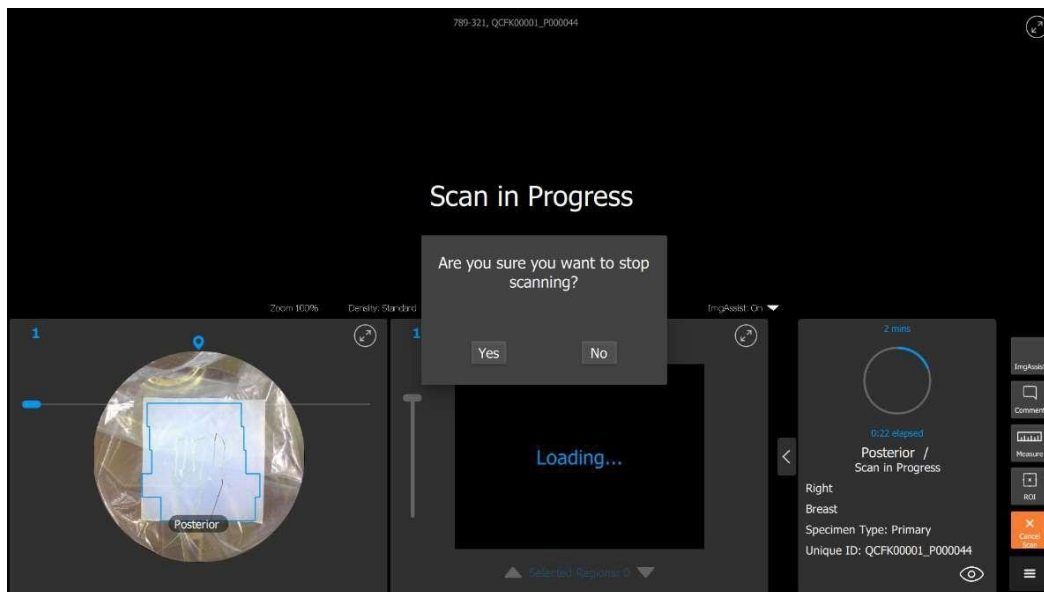 789-321, QCFK00001_P000044
Scan in Progress
Are you sure you want to stop
scanning?
Yes
No
Zoom 100%
Density: Standard
ImgAssist: On
1
Posterior
1
Loading...
Selected Regions: 0
2 mins
0:22 elapsed
Posterior /
Scan in Progress
Right
Breast
Specimen Type: Primary
Unique ID: QCFK00001_P000044
ImgAssist
Comment
Measure
ROI
Cancel
Scan